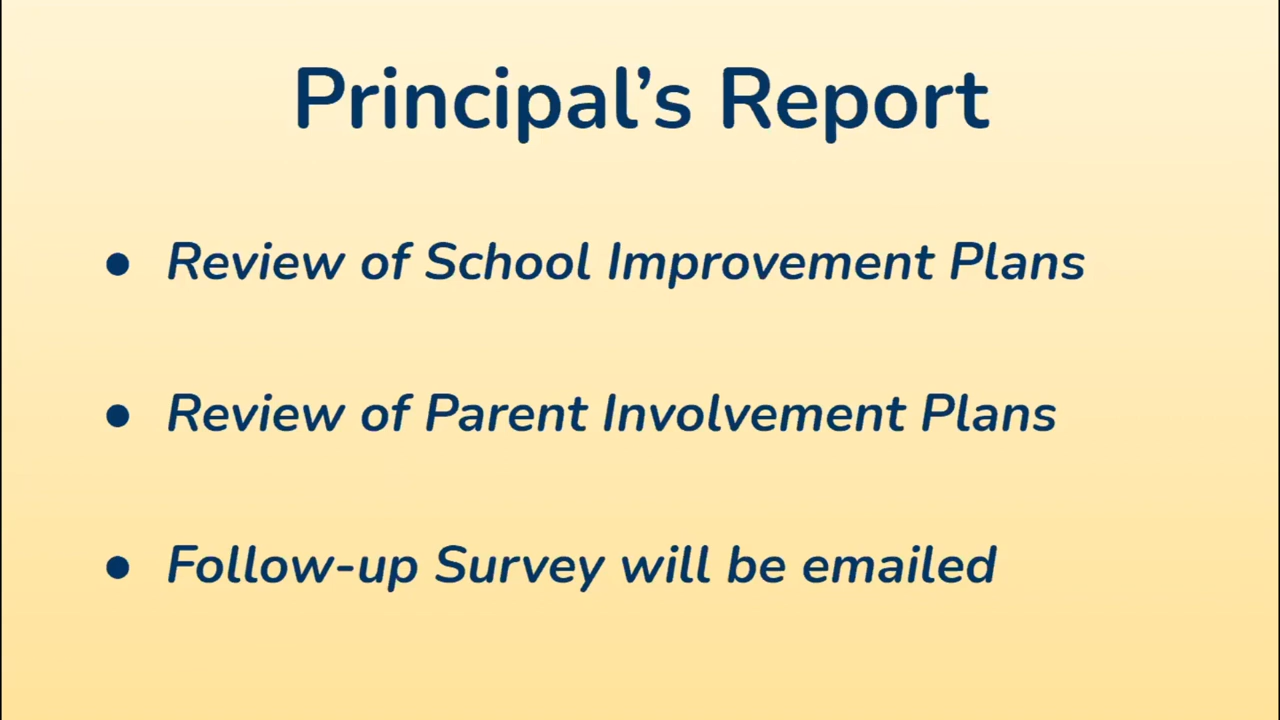 Principal’s Report
● Review of School Improvement Plans
● Review of Parent Involvement Plans
● Follow-up Survey will be emailed